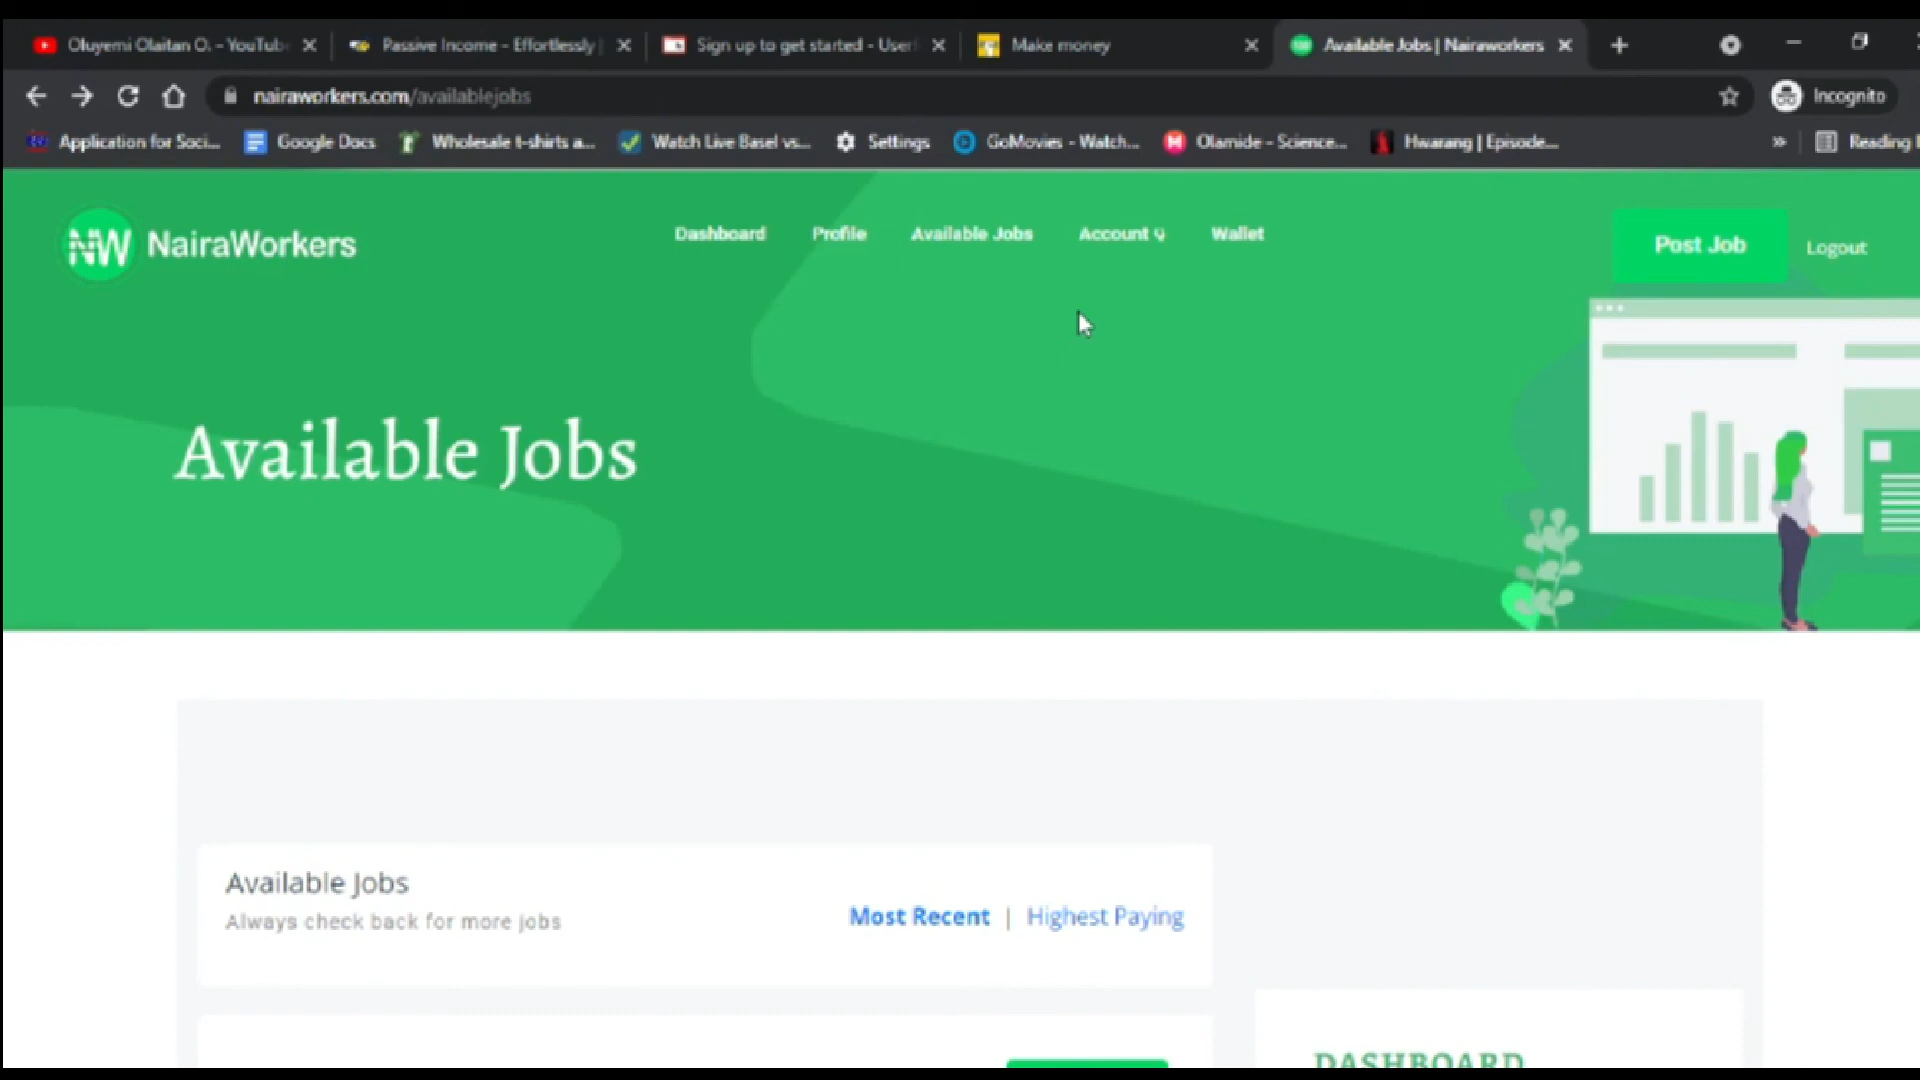 Oluyemi Olaitan O. - YouTub
Passive Income - Effortlessly |
Sign up to get started - User
Make money
Available Jobs | Nairaworkers
nairaworkers.com/availablejobs
Incognito
Application for Soci...
Google Docs
Wholesale t-shirts a...
Watch Live Basel vs...
Settings
GoMovies - Watch...
Olamide - Science...
Hwarang | Episode...
»
Reading
NW NairaWorkers
Dashboard
Profile
Available Jobs
Account
Wallet
Post Job
Logout
Available Jobs
Available Jobs
Always check back for more jobs
Most Recent | Highest Paying
DASHBOARD